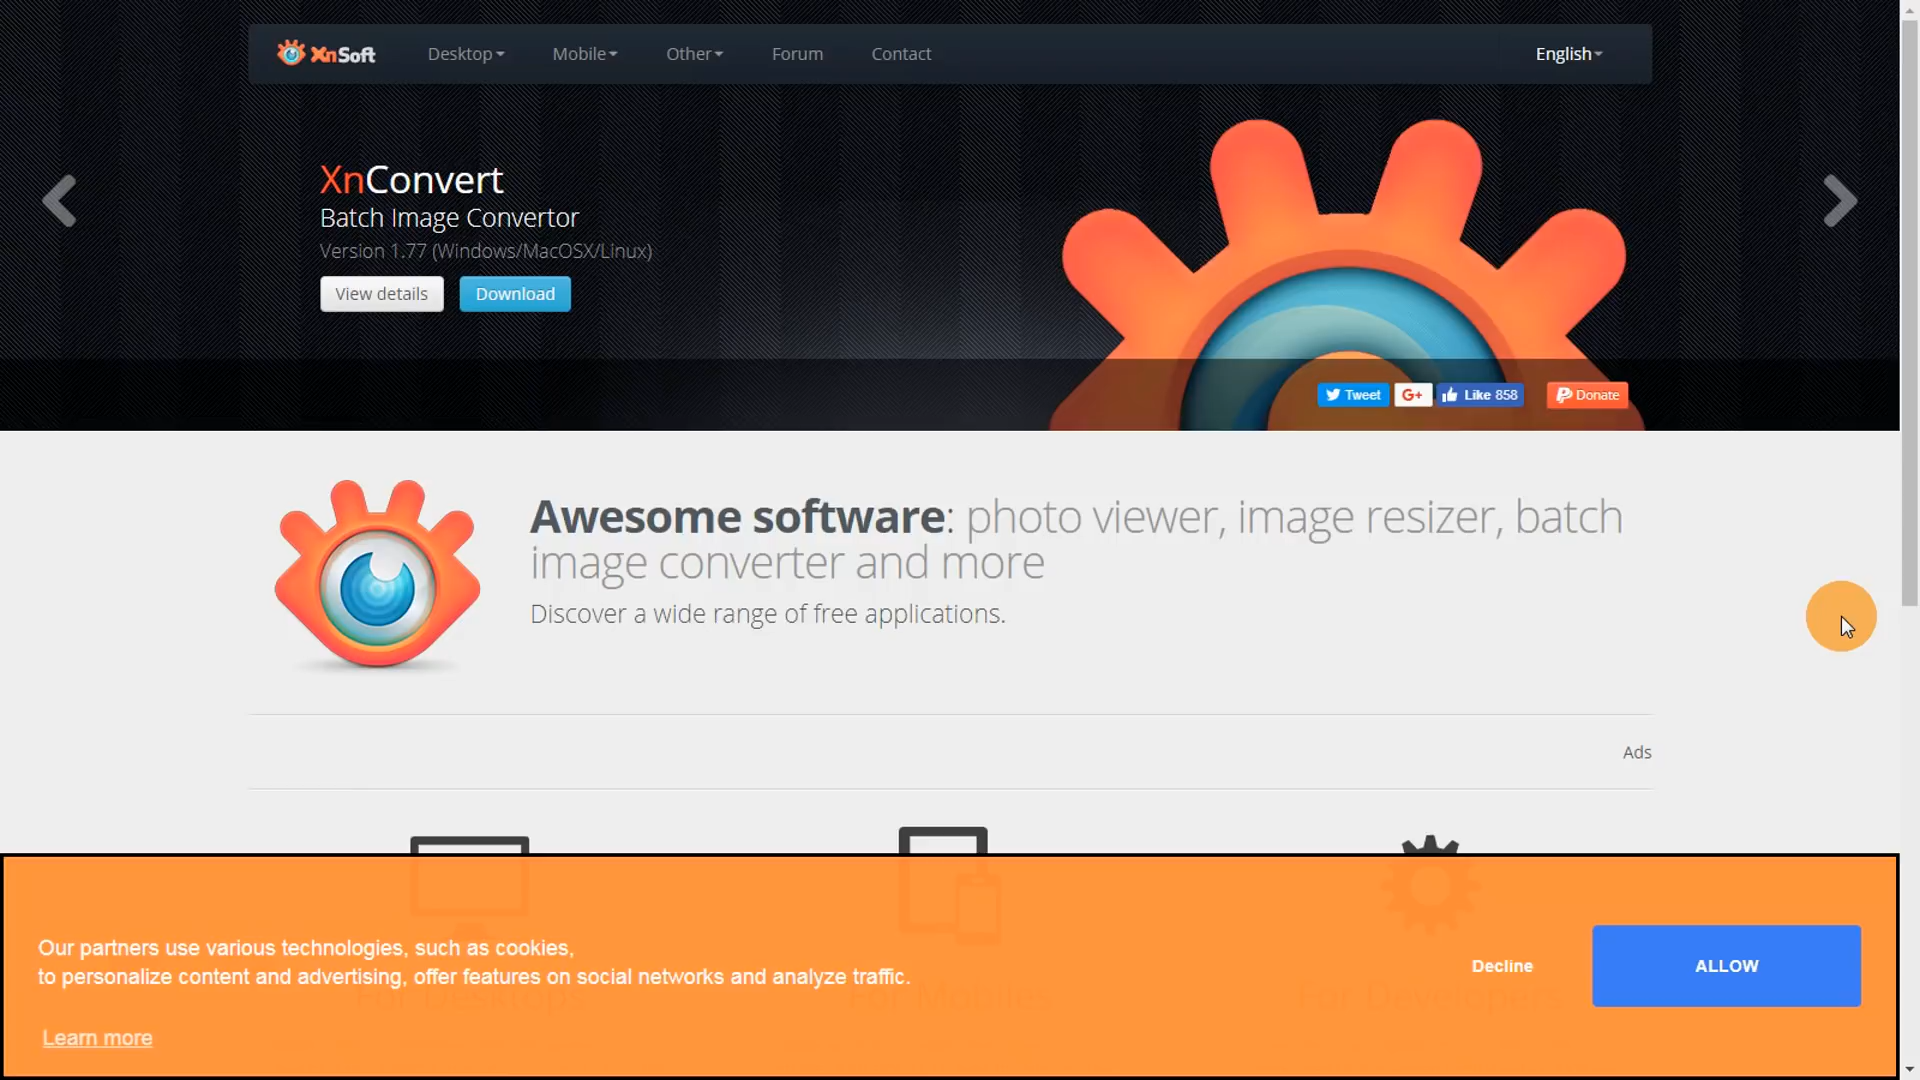 XnSoft
Desktop
Mobile
Other
Forum
Contact
English
XnConvert
Batch Image Convertor
Version 1.77 (Windows/MacOSX/Linux)
View details
Download
Tweet
G+
Like 858
Donate
Awesome software: photo viewer, image resizer, batch
image converter and more
Discover a wide range of free applications.
Ads
Our partners use various technologies, such as cookies,
to personalize content and advertising, offer features on social networks and analyze traffic.
Decline
ALLOW
Learn more